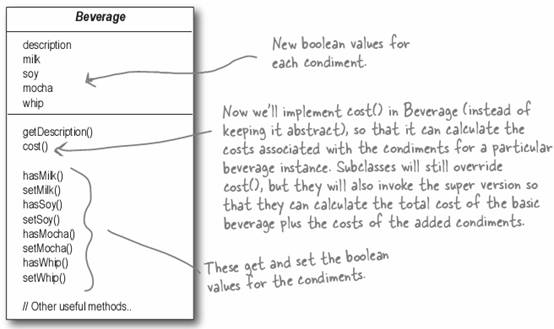 Beverage
description
milk
soy
mocha
whip
getDescription()
cost()
hasMilk()
setMilk()
hasSoy()
setSoy()
hasMocha()
setMocha()
hasWhip()
setWhip()
// Other useful methods..
New boolean values for
each condiment.
Now we'll implement cost() in Beverage (instead of
keeping it abstract), so that it can calculate the
costs associated with the condiments for a particular
beverage instance. Subclasses will still override
cost(), but they will also invoke the super version so
that they can calculate the total cost of the basic
beverage plus the costs of the added condiments.
These get and set the boolean
values for the condiments.